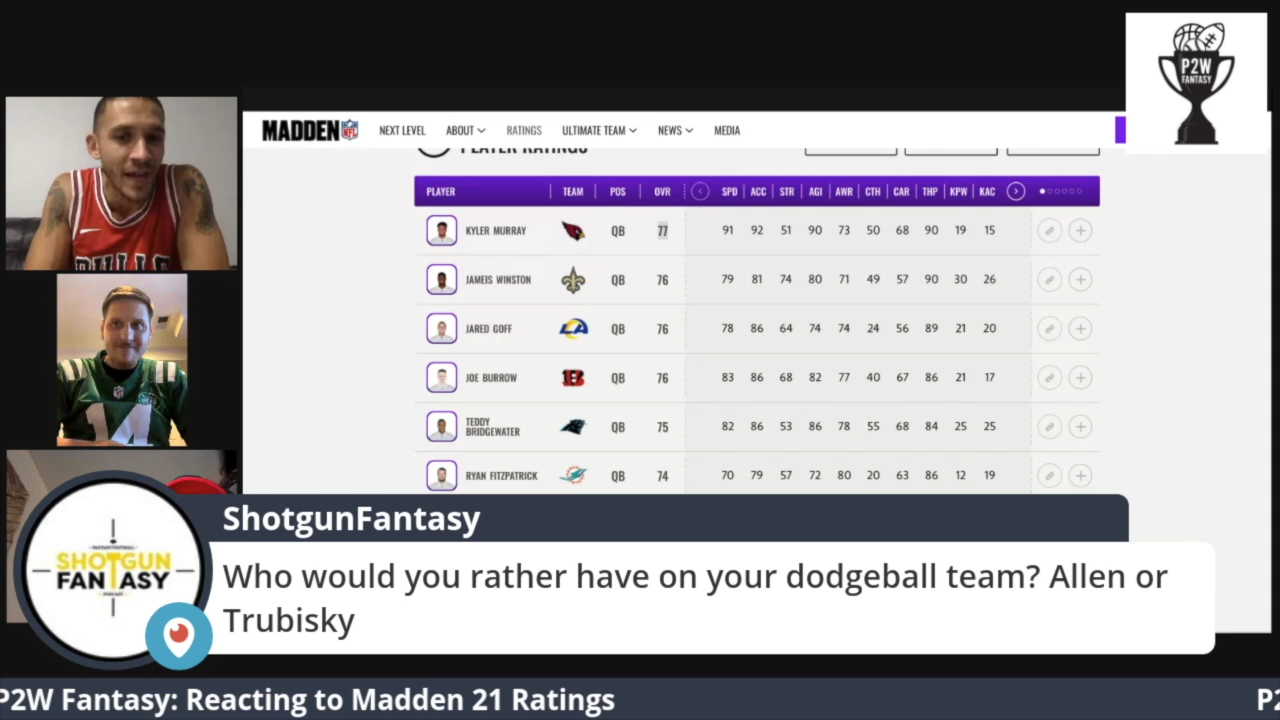 P2W
FANTASY
MADDEN NFL NEXT LEVEL ABOUT RATINGS ULTIMATE TEAM NEWS MEDIA
PLAYER RATINGS
PLAYER TEAM POS OVR SPD ACC STR AGI AWR CTH CAR THP KPW KAC
KYLER MURRAY QB 77 91 92 51 90 73 50 68 90 19 15
JAMEIS WINSTON QB 76 79 81 74 80 71 49 57 90 30 26
JARED GOFF QB 76 78 86 64 74 74 24 56 89 21 20
JOE BURROW QB 76 83 86 68 82 77 40 67 86 21 17
TEDDY
BRIDGEWATER QB 75 82 86 53 86 78 55 68 84 25 25
RYAN FITZPATRICK QB 74 70 79 57 72 80 20 63 86 12 19
BULLS
14
SHOTGUN
FANTASY
ShotgunFantasy
Who would you rather have on your dodgeball team? Allen or
Trubisky
P2W Fantasy: Reacting to Madden 21 Ratings P2